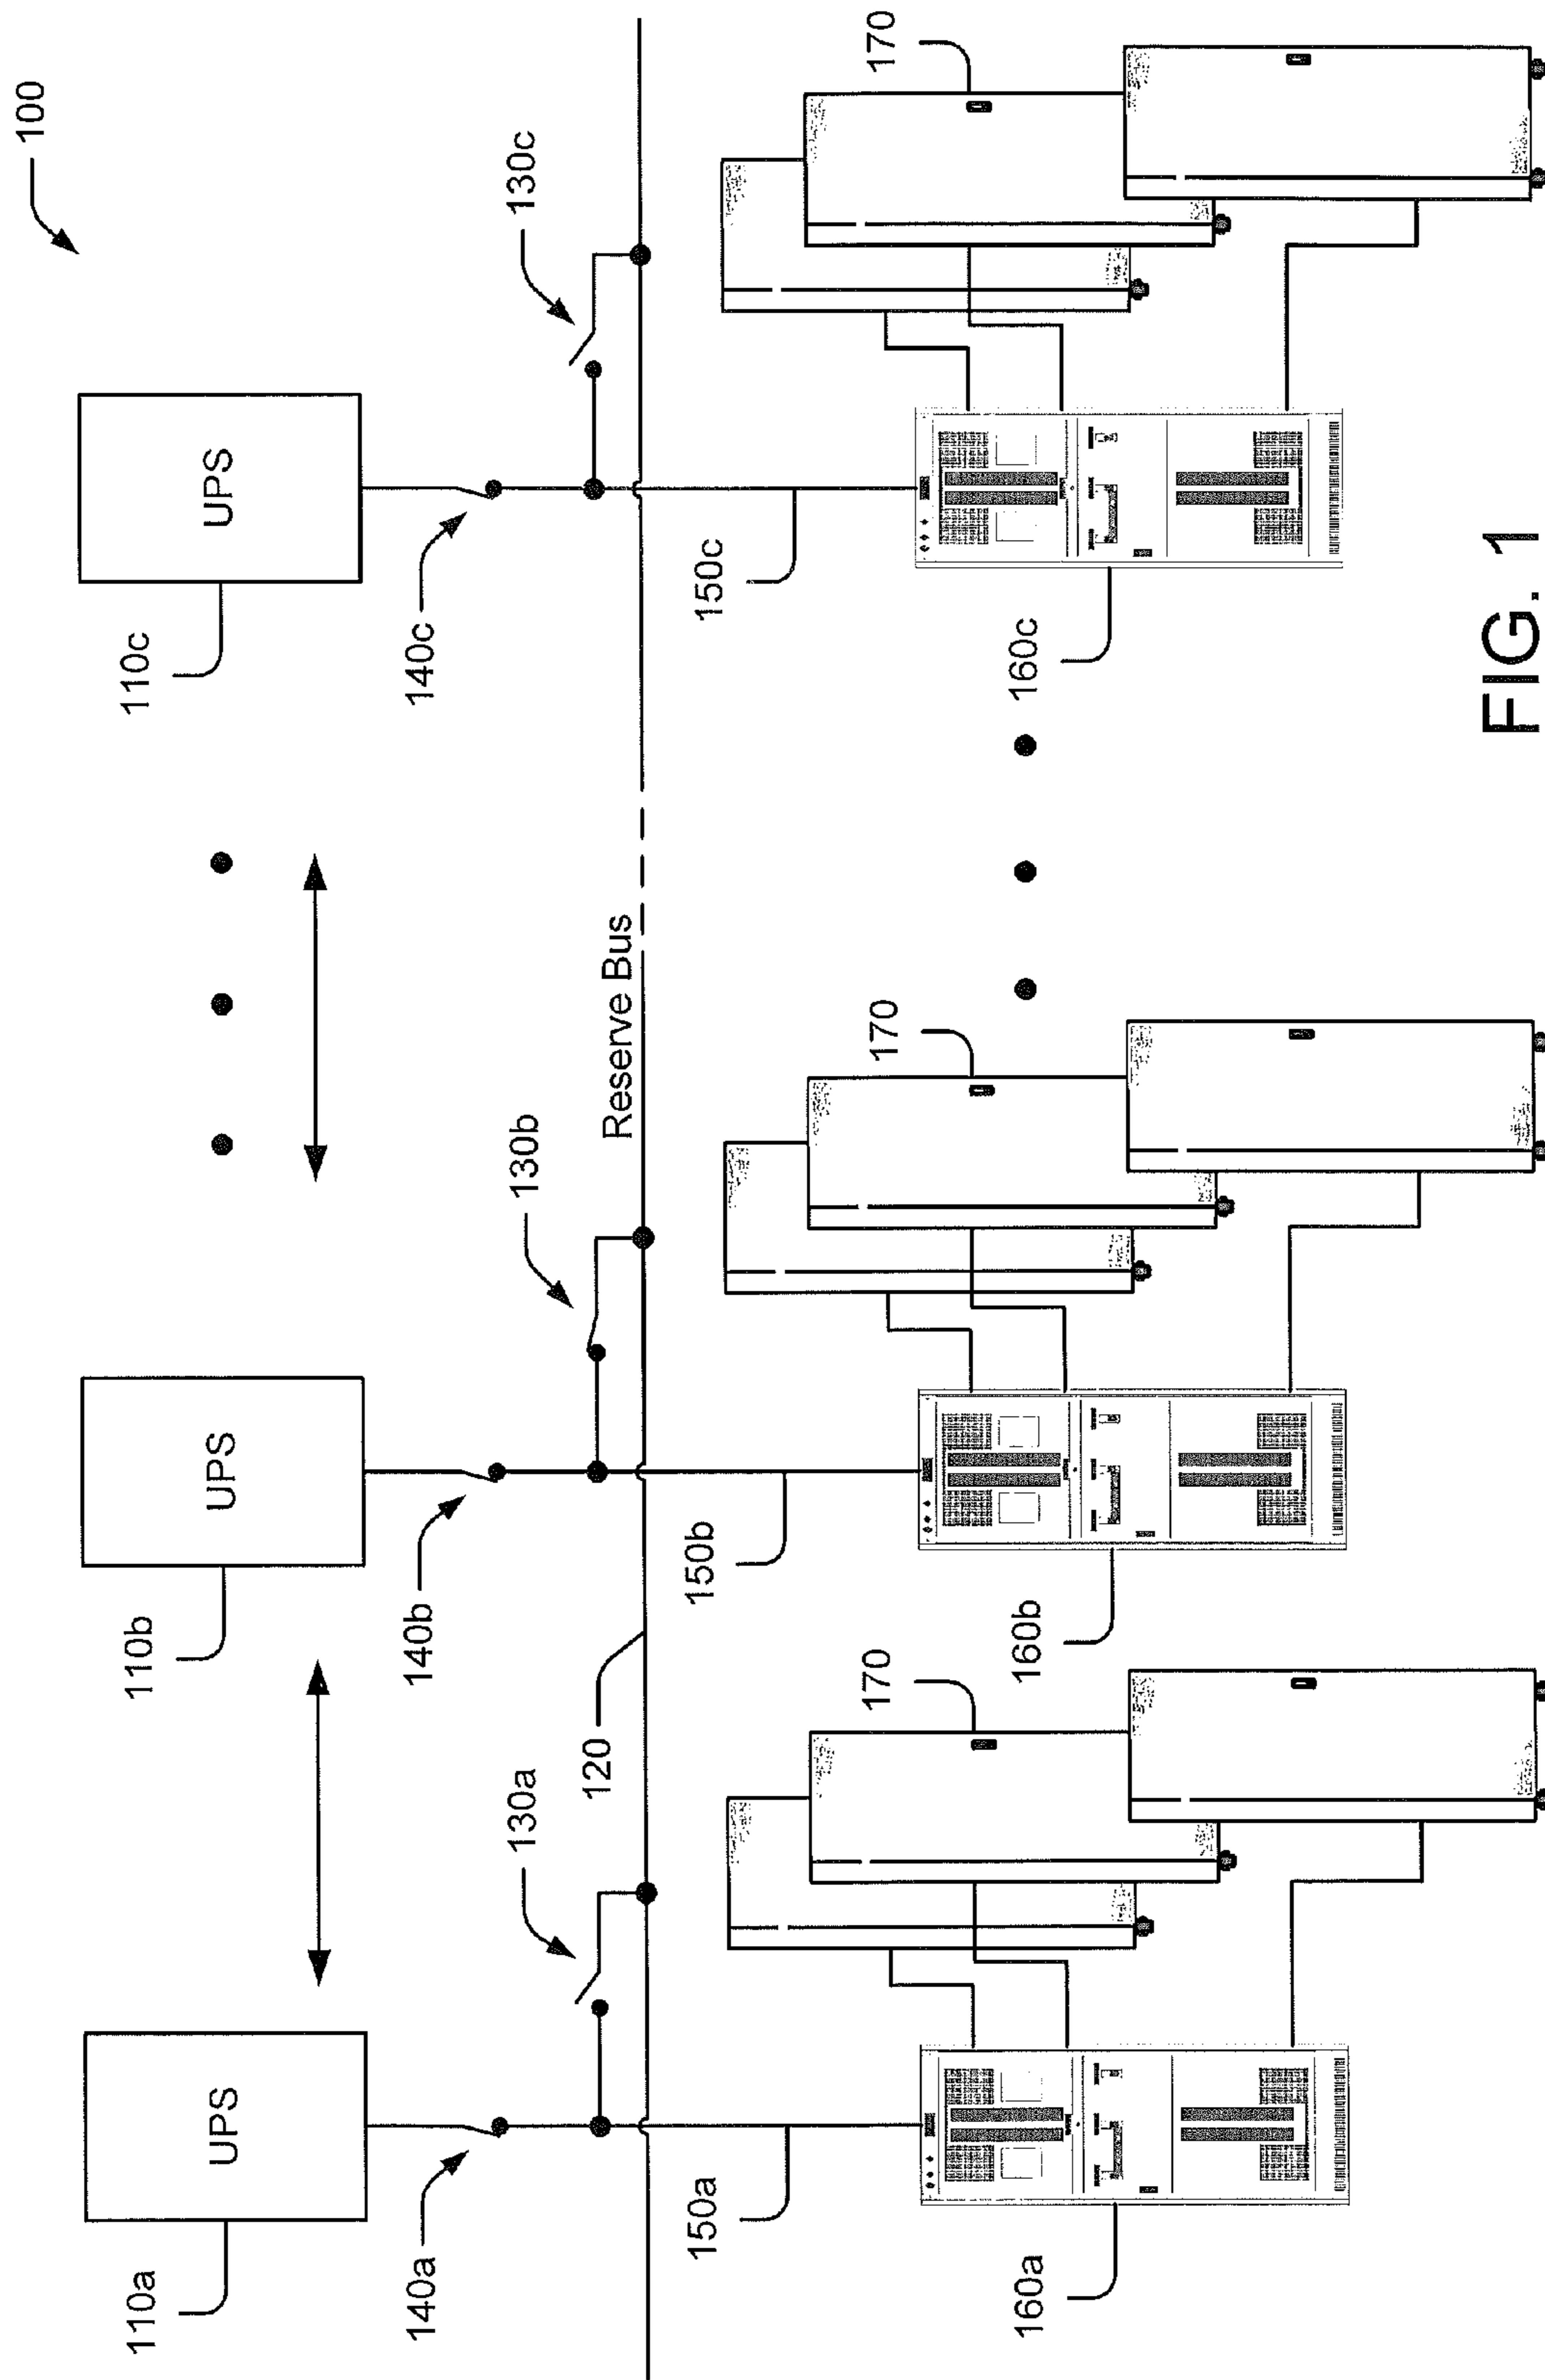 100
UPS
UPS
UPS
110a
110b
110c
140a
140b
140c
130a
130b
130c
120
Reserve Bus
150a
150b
150c
170
170
170
160a
160b
160c
FIG. 1